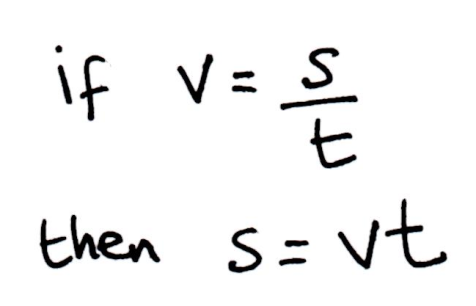 if v = s/t
then s = vt